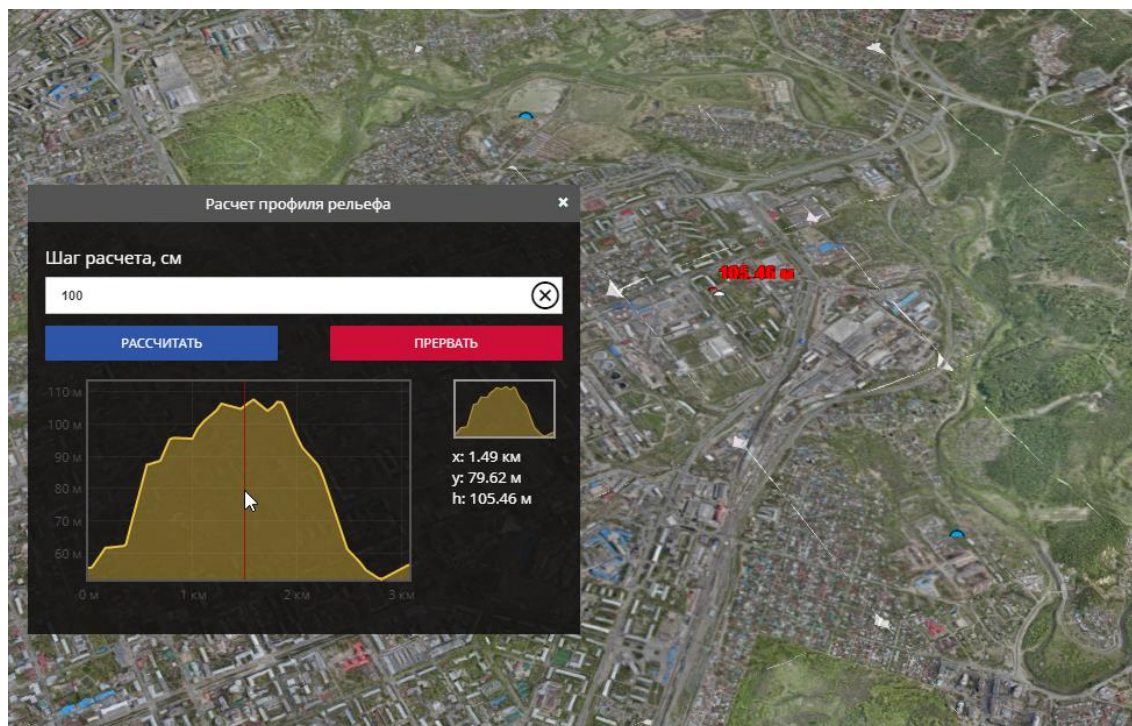 Расчет профиля рельефа
Шаг расчета, см
100
РАССЧИТАТЬ
ПРЕРВАТЬ
110 м
100 м
90 м
80 м
70 м
60 м
0 м
1 км
2 км
3 км
x: 1.49 км
y: 79.62 м
h: 105.46 м
105.46 м